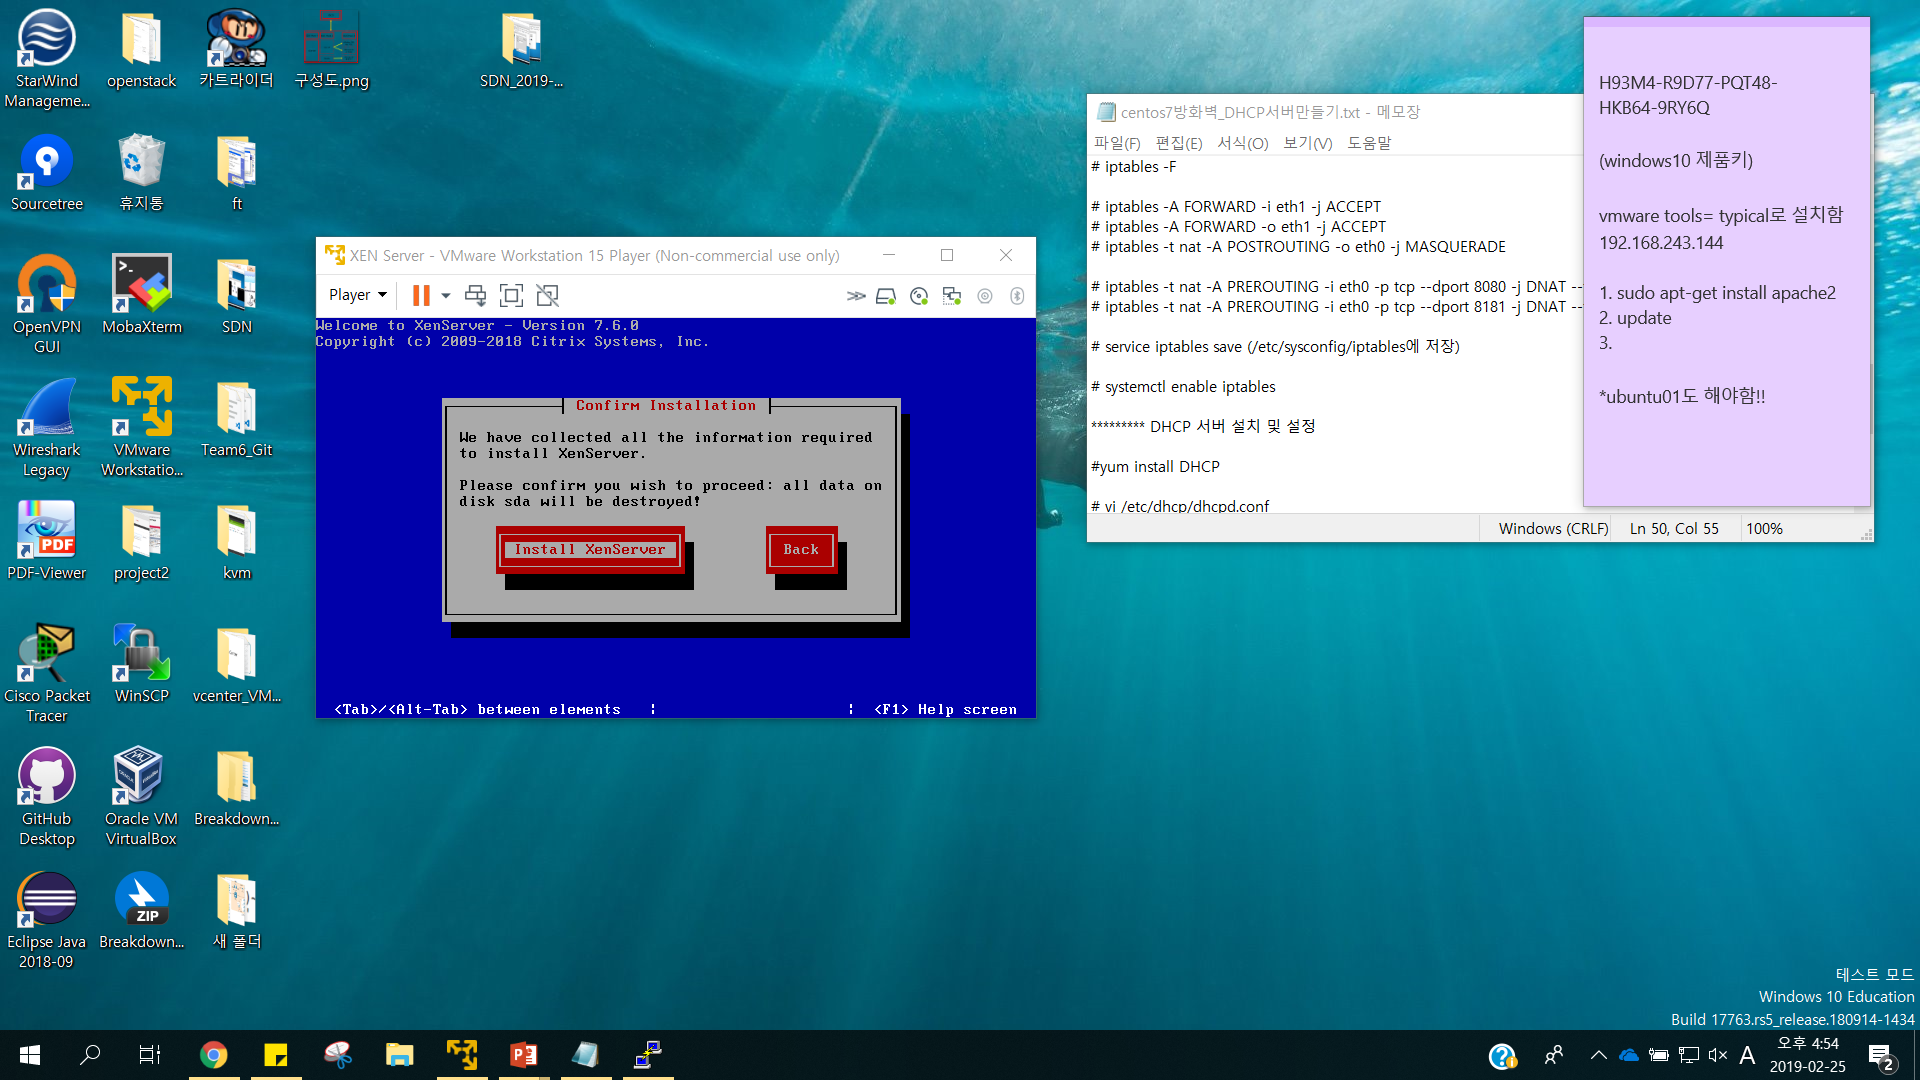 StarWind
Manageme...
openstack
카트라이더
구성도.png
SDN_2019-...
Sourcetree
휴지통
ft
OpenVPN
GUI
MobaXterm
SDN
Wireshark
Legacy
VMware
Workstatio...
Team6_Git
PDF-Viewer
project2
kvm
Cisco Packet
Tracer
WinSCP
vcenter_VM...
GitHub
Desktop
Oracle VM
VirtualBox
Breakdown...
Eclipse Java
2018-09
Breakdown...
새 폴더
XEN Server - VMware Workstation 15 Player (Non-commercial use only)
Player
Welcome to XenServer - Version 7.6.0
Copyright (c) 2009-2018 Citrix Systems, Inc.
Confirm Installation
We have collected all the information required
to install XenServer.
Please confirm you wish to proceed: all data on
disk sda will be destroyed!
Install XenServer
Back
<Tab>/<Alt-Tab> between elements | | <F1> Help screen
centos7방화벽_DHCP서버만들기.txt - 메모장
파일(F) 편집(E) 서식(O) 보기(V) 도움말
# iptables -F
# iptables -A FORWARD -i eth1 -j ACCEPT
# iptables -A FORWARD -o eth1 -j ACCEPT
# iptables -t nat -A POSTROUTING -o eth0 -j MASQUERADE
# iptables -t nat -A PREROUTING -i eth0 -p tcp --dport 8080 -j DNAT --
# iptables -t nat -A PREROUTING -i eth0 -p tcp --dport 8181 -j DNAT --
# service iptables save (/etc/sysconfig/iptables에 저장)
# systemctl enable iptables
********* DHCP 서버 설치 및 설정
#yum install DHCP
# vi /etc/dhcp/dhcpd.conf
Windows (CRLF) Ln 50, Col 55 100%
H93M4-R9D77-PQT48-
HKB64-9RY6Q
(windows10 제품키)
vmware tools= typical로 설치함
192.168.243.144
1. sudo apt-get install apache2
2. update
3.
*ubuntu01도 해야함!!
테스트 모드
Windows 10 Education
Build 17763.rs5_release.180914-1434
A
오후 4:54
2019-02-25
2